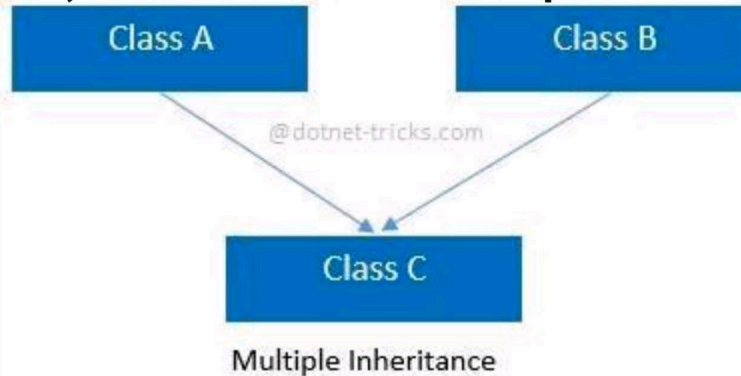 Class A
Class B
@dotnet-tricks.com
Class C
Multiple Inheritance